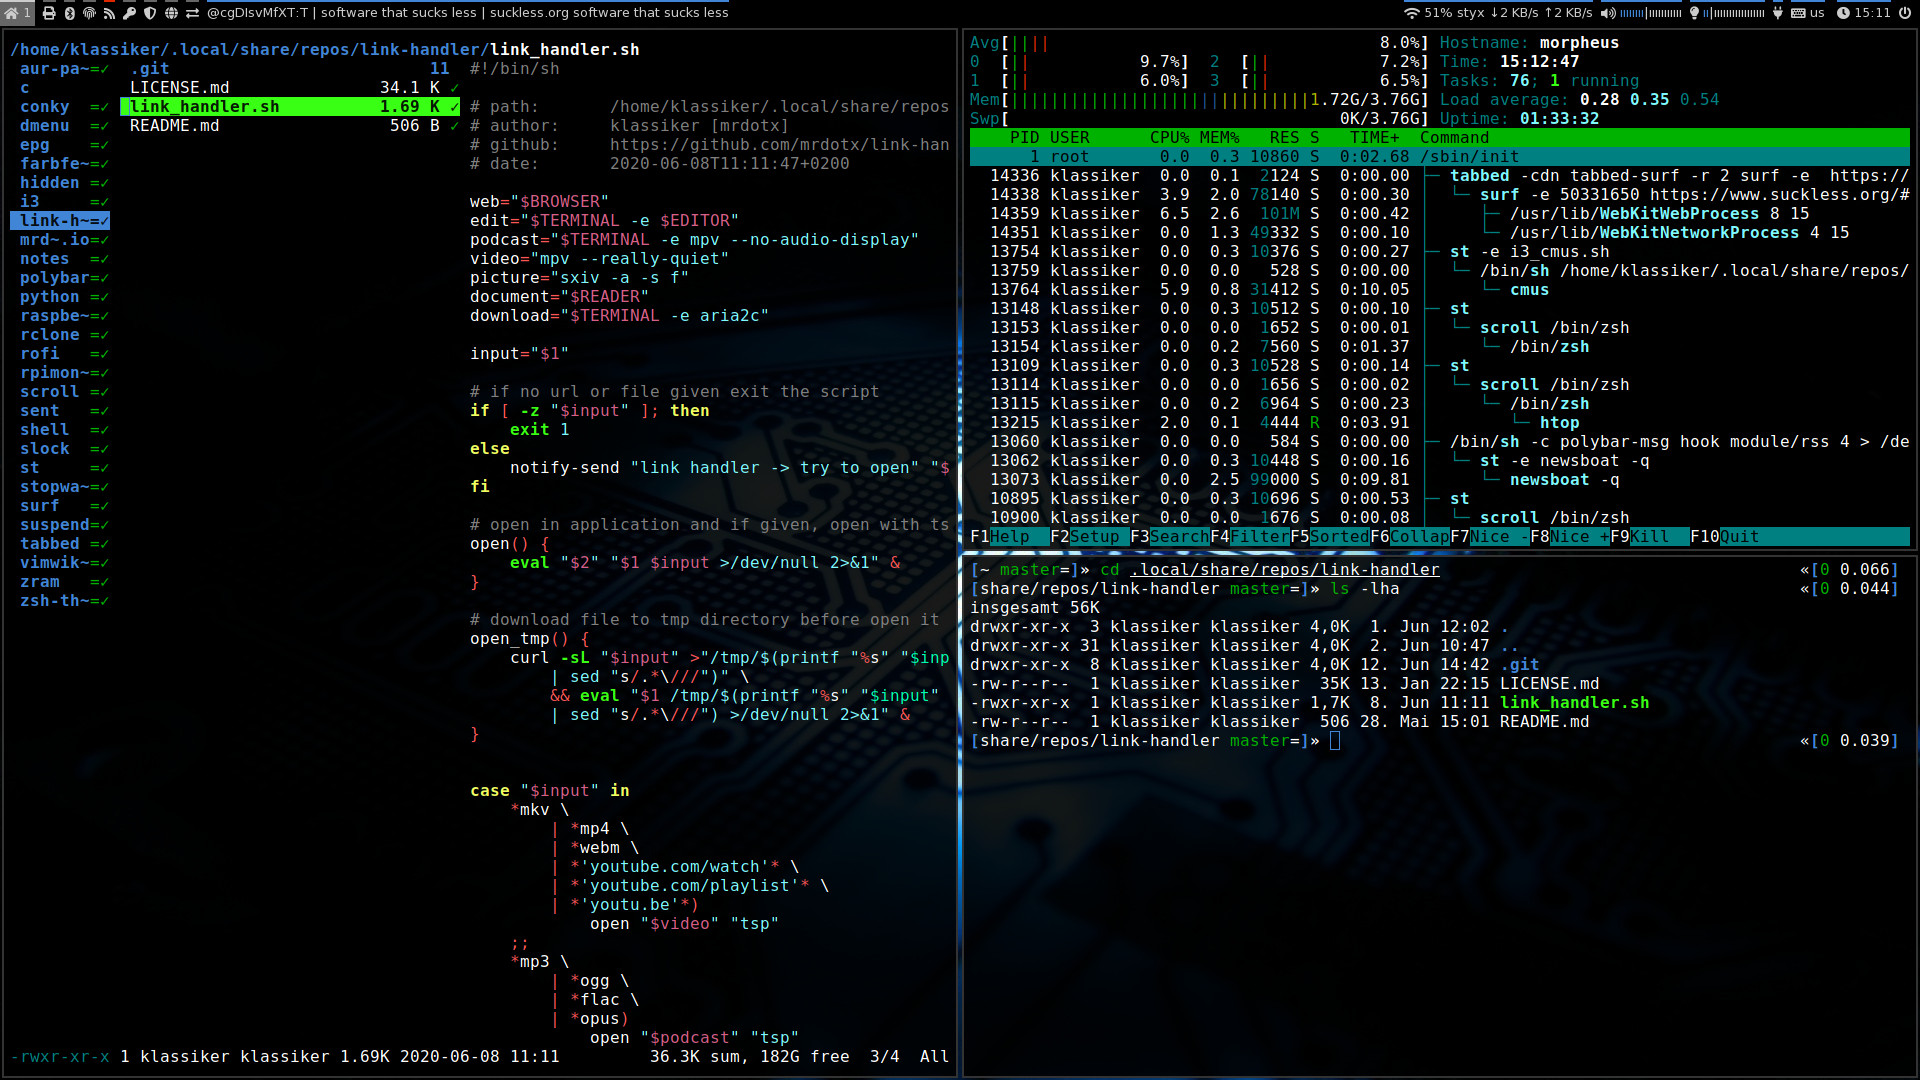 1 @cgDIsvMfXT:T | software that sucks less | suckless.org software that sucks less 51% styx ↓2 KB/s ↑2 KB/s us 15:11
/home/klassiker/.local/share/repos/link-handler/link_handler.sh
aur-pa~=✓ .git 11 #!/bin/sh
c LICENSE.md 34.1 K ✓
conky =✓ link_handler.sh 1.69 K ✓ # path: /home/klassiker/.local/share/repos
dmenu =✓ README.md 506 B ✓ # author: klassiker [mrdotx]
epg =✓ # github: https://github.com/mrdotx/link-han
farbfe~=✓ # date: 2020-06-08T11:11:47+0200
hidden =✓
i3 =✓ web="$BROWSER"
link-h~=✓ edit="$TERMINAL -e $EDITOR"
mrd~.io=✓ podcast="$TERMINAL -e mpv --no-audio-display"
notes =✓ video="mpv --really-quiet"
polybar=✓ picture="sxiv -a -s f"
python =✓ document="$READER"
raspbe~=✓ download="$TERMINAL -e aria2c"
rclone =✓
rofi =✓ input="$1"
rpimon~=✓
scroll =✓ # if no url or file given exit the script
sent =✓ if [ -z "$input" ]; then
shell =✓ exit 1
slock =✓ else
st =✓ notify-send "link handler -> try to open" "$
stopwa~=✓ fi
surf =✓
suspend=✓ # open in application and if given, open with ts
tabbed =✓ open() {
vimwik~=✓ eval "$2" "$1 $input >/dev/null 2>&1" &
zram =✓ }
zsh-th~=✓
# download file to tmp directory before open it
open_tmp() {
curl -sL "$input" >"/tmp/$(printf "%s" "$inp
| sed "s/.*\///")" \
&& eval "$1 /tmp/$(printf "%s" "$input"
| sed "s/.*\///") >/dev/null 2>&1" &
}
case "$input" in
*mkv \
| *mp4 \
| *webm \
| *'youtube.com/watch'* \
| *'youtube.com/playlist'* \
| *'youtu.be'*)
open "$video" "tsp"
;;
*mp3 \
| *ogg \
| *flac \
| *opus)
open "$podcast" "tsp"
-rwxr-xr-x 1 klassiker klassiker 1.69K 2020-06-08 11:11 36.3K sum, 182G free 3/4 All
Avg[|||| 8.0%] Hostname: morpheus
0 [|| 9.7%] 2 [|| 7.2%] Time: 15:12:47
1 [|| 6.0%] 3 [|| 6.5%] Tasks: 76; 1 running
Mem[||||||||||||||||||||||||||||||1.72G/3.76G] Load average: 0.28 0.35 0.54
Swp[ 0K/3.76G] Uptime: 01:33:32
PID USER CPU% MEM% RES S TIME+ Command
1 root 0.0 0.3 10860 S 0:02.68 /sbin/init
14336 klassiker 0.0 0.1 2124 S 0:00.00 ├─ tabbed -cdn tabbed-surf -r 2 surf -e https://
14338 klassiker 3.9 2.0 78140 S 0:00.30 │ └─ surf -e 50331650 https://www.suckless.org/#
14359 klassiker 6.5 2.6 101M S 0:00.42 │ ├─ /usr/lib/WebKitWebProcess 8 15
14351 klassiker 0.0 1.3 49332 S 0:00.10 │ └─ /usr/lib/WebKitNetworkProcess 4 15
13754 klassiker 0.0 0.3 10376 S 0:00.27 ├─ st -e i3_cmus.sh
13759 klassiker 0.0 0.0 528 S 0:00.00 │ └─ /bin/sh /home/klassiker/.local/share/repos/
13764 klassiker 5.9 0.8 31412 S 0:10.05 │ └─ cmus
13148 klassiker 0.0 0.3 10512 S 0:00.10 ├─ st
13153 klassiker 0.0 0.0 1652 S 0:00.01 │ └─ scroll /bin/zsh
13154 klassiker 0.0 0.2 7560 S 0:01.37 │ └─ /bin/zsh
13109 klassiker 0.0 0.3 10528 S 0:00.14 ├─ st
13114 klassiker 0.0 0.0 1656 S 0:00.02 │ └─ scroll /bin/zsh
13115 klassiker 0.0 0.2 6964 S 0:00.23 │ └─ /bin/zsh
13215 klassiker 2.0 0.1 4444 R 0:03.91 │ └─ htop
13060 klassiker 0.0 0.0 584 S 0:00.00 ├─ /bin/sh -c polybar-msg hook module/rss 4 > /de
13062 klassiker 0.0 0.3 10448 S 0:00.16 │ └─ st -e newsboat -q
13073 klassiker 0.0 2.5 99000 S 0:09.81 │ └─ newsboat -q
10895 klassiker 0.0 0.3 10696 S 0:00.53 ├─ st
10900 klassiker 0.0 0.0 1676 S 0:00.08 │ └─ scroll /bin/zsh
F1Help F2Setup F3SearchF4FilterF5SortedF6CollapF7Nice -F8Nice +F9Kill F10Quit
[~ master=]» cd .local/share/repos/link-handler «[0 0.066]
[share/repos/link-handler master=]» ls -lha «[0 0.044]
insgesamt 56K
drwxr-xr-x 3 klassiker klassiker 4,0K 1. Jun 12:02 .
drwxr-xr-x 31 klassiker klassiker 4,0K 2. Jun 10:47 ..
drwxr-xr-x 8 klassiker klassiker 4,0K 12. Jun 14:42 .git
-rw-r--r-- 1 klassiker klassiker 35K 13. Jan 22:15 LICENSE.md
-rwxr-xr-x 1 klassiker klassiker 1,7K 8. Jun 11:11 link_handler.sh
-rw-r--r-- 1 klassiker klassiker 506 28. Mai 15:01 README.md
[share/repos/link-handler master=]» «[0 0.039]